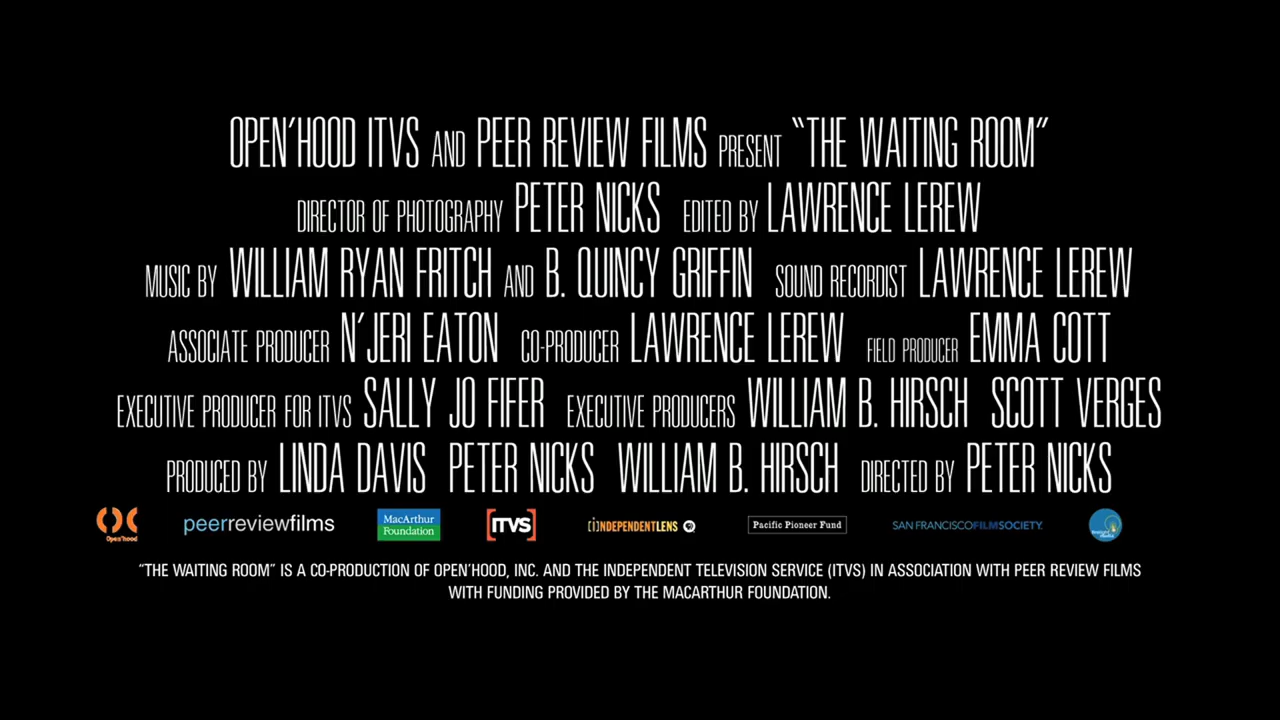 OPEN'HOOD ITVS AND PEER REVIEW FILMS PRESENT "THE WAITING ROOM"
DIRECTOR OF PHOTOGRAPHY PETER NICKS EDITED BY LAWRENCE LEREW
MUSIC BY WILLIAM RYAN FRITCH AND B. QUINCY GRIFFIN SOUND RECORDIST LAWRENCE LEREW
ASSOCIATE PRODUCER N'JERI EATON CO-PRODUCER LAWRENCE LEREW FIELD PRODUCER EMMA COTT
EXECUTIVE PRODUCER FOR ITVS SALLY JO FIFER EXECUTIVE PRODUCERS WILLIAM B. HIRSCH SCOTT VERGES
PRODUCED BY LINDA DAVIS PETER NICKS WILLIAM B. HIRSCH DIRECTED BY PETER NICKS
Open'hood peerreviewfilms MacArthur Foundation ITVS INDEPENDENTLENS PBS Pacific Pioneer Fund SAN FRANCISCOFILMSOCIETY
"THE WAITING ROOM" IS A CO-PRODUCTION OF OPEN'HOOD, INC. AND THE INDEPENDENT TELEVISION SERVICE (ITVS) IN ASSOCIATION WITH PEER REVIEW FILMS
WITH FUNDING PROVIDED BY THE MACARTHUR FOUNDATION.